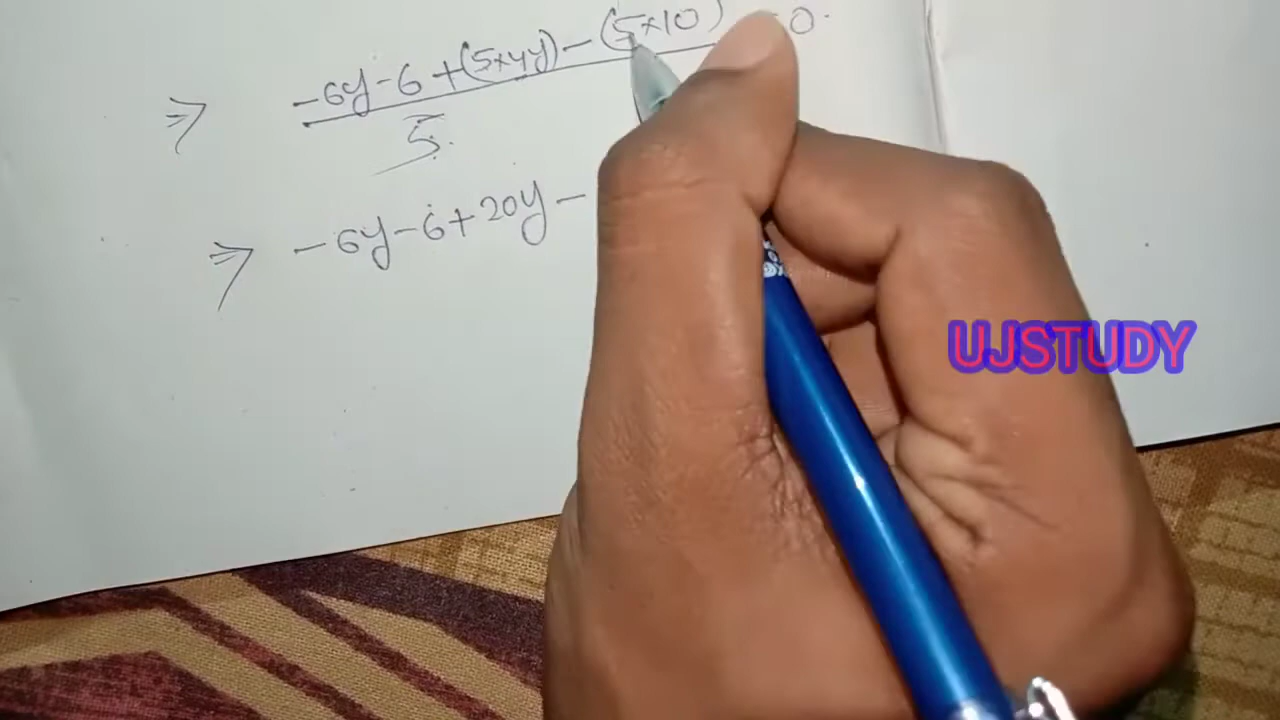 ⇒ -6y-6+(5×4y)-(5×10) 0.
5
⇒ -6y-6+20y-
UJSTUDY